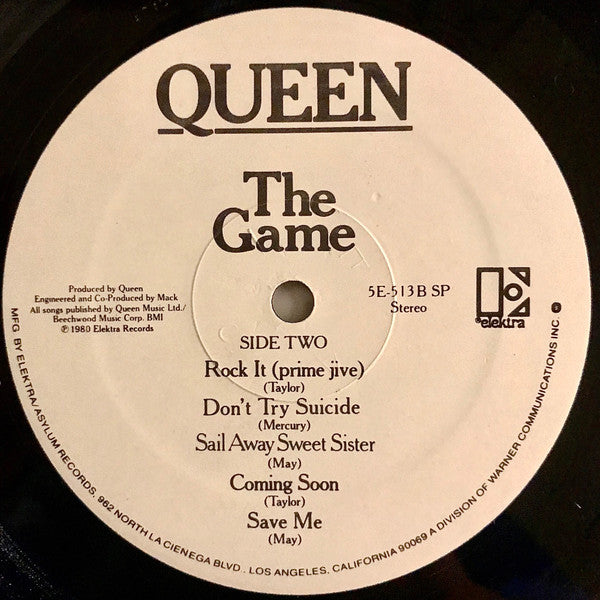 QUEEN
The
Game
Produced by Queen
Engineered and Co-Produced by Mack
All songs published by Queen Music Ltd./
Beechwood Music Corp. BMI
℗ 1980 Elektra Records
5E-513 B SP
Stereo
elektra
SIDE TWO
Rock It (prime jive)
(Taylor)
Don't Try Suicide
(Mercury)
Sail Away Sweet Sister
(May)
Coming Soon
(Taylor)
Save Me
(May)
MFG. BY ELEKTRA/ASYLUM RECORDS, 962 NORTH LA CIENEGA BLVD. LOS ANGELES, CALIFORNIA 90069 A DIVISION OF WARNER COMMUNICATIONS INC.